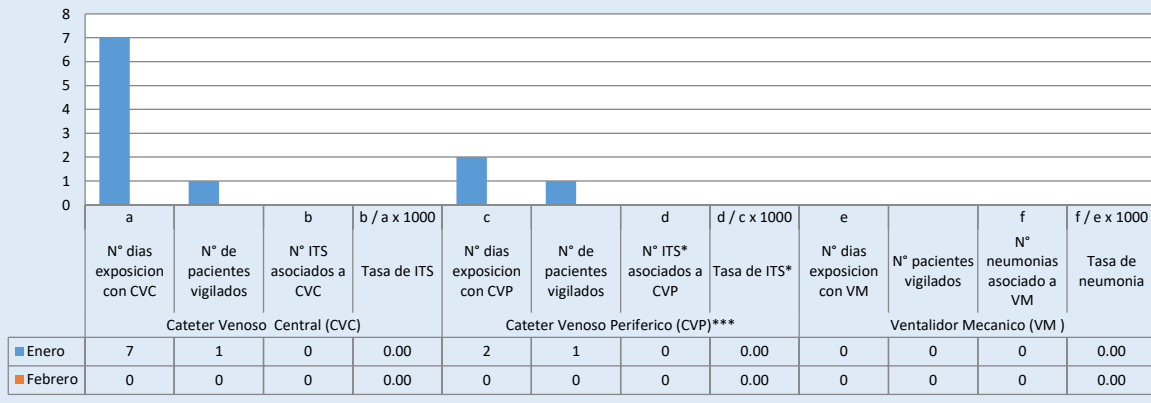 8
7
6
5
4
3
2
1
0
a b b / a x 1000 c d d / c x 1000 e f f / e x 1000
N° dias exposicion con CVC
N° de pacientes vigilados
N° ITS asociados a CVC
Tasa de ITS
N° dias exposicion con CVP
N° de pacientes vigilados
N° ITS* asociados a CVP
Tasa de ITS*
N° dias exposicion con VM
N° pacientes vigilados
N° neumonias asociado a VM
Tasa de neumonia
Cateter Venoso Central (CVC) Cateter Venoso Periferico (CVP)*** Ventalidor Mecanico (VM )
Enero 7 1 0 0.00 2 1 0 0.00 0 0 0 0.00
Febrero 0 0 0 0.00 0 0 0 0.00 0 0 0 0.00